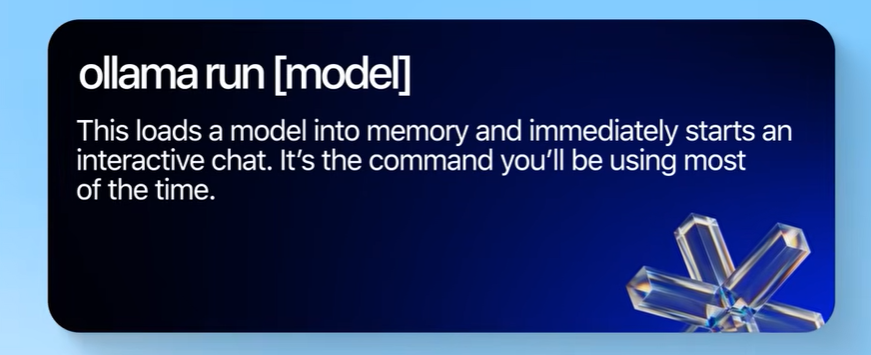 ollama run [model]
This loads a model into memory and immediately starts an
interactive chat. It’s the command you’ll be using most
of the time.